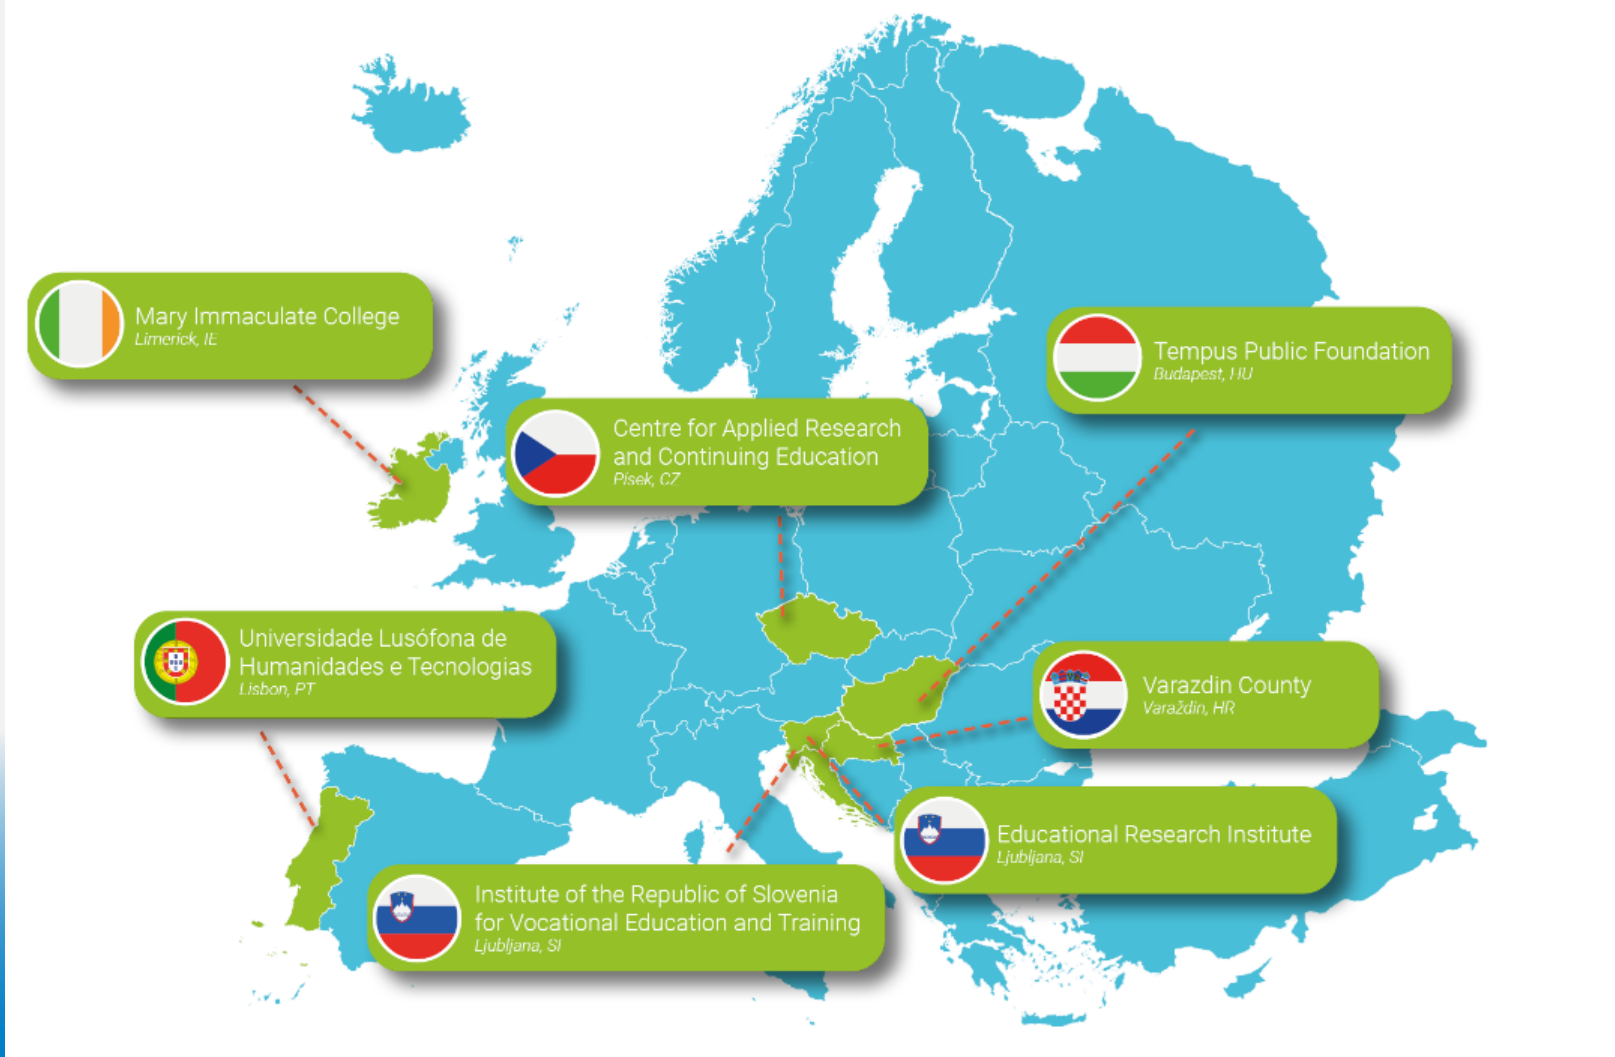 Mary Immaculate College
Limerick, IE
Tempus Public Foundation
Budapest, HU
Centre for Applied Research
and Continuing Education
Písek, CZ
Universidade Lusófona de
Humanidades e Tecnologias
Lisbon, PT
Varazdin County
Varaždin, HR
Educational Research Institute
Ljubljana, SI
Institute of the Republic of Slovenia
for Vocational Education and Training
Ljubljana, SI